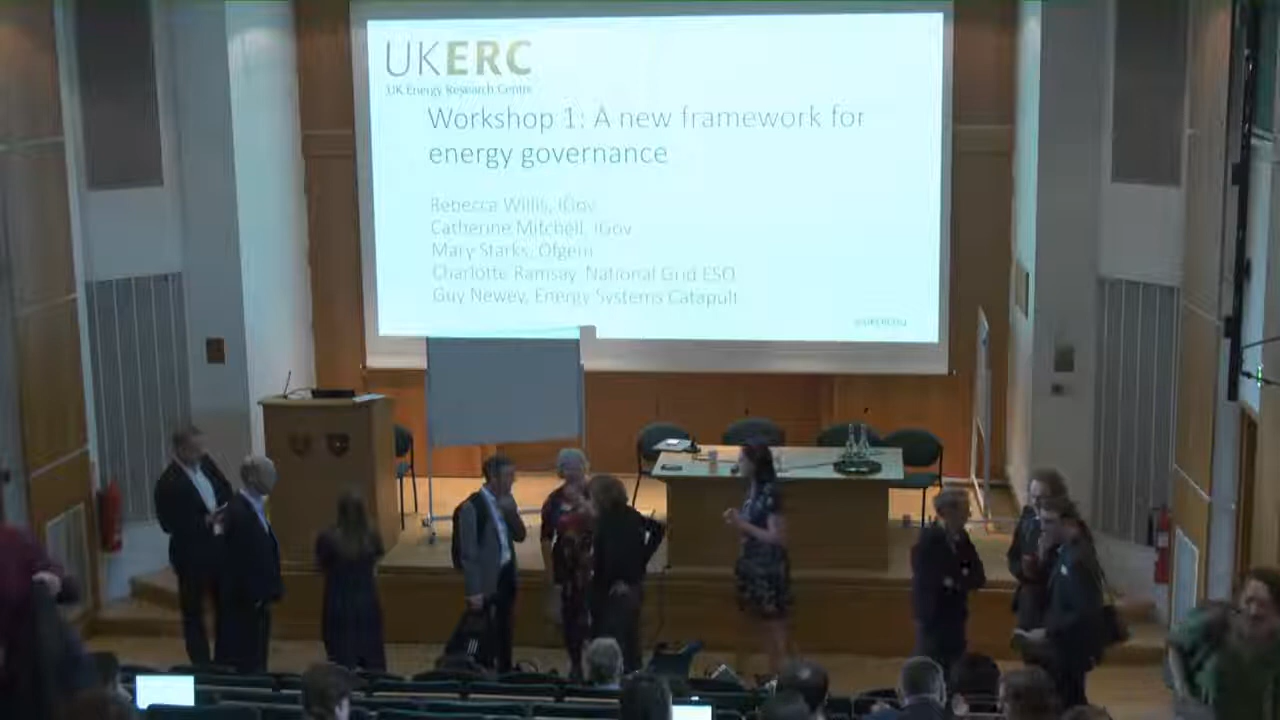 UKERC
UK Energy Research Centre
Workshop 1: A new framework for
energy governance
Rebecca Willis, IGov
Catherine Mitchell, IGov
Mary Starks, Ofgem
Charlotte Ramsay, National Grid ESO
Guy Newey, Energy Systems Catapult